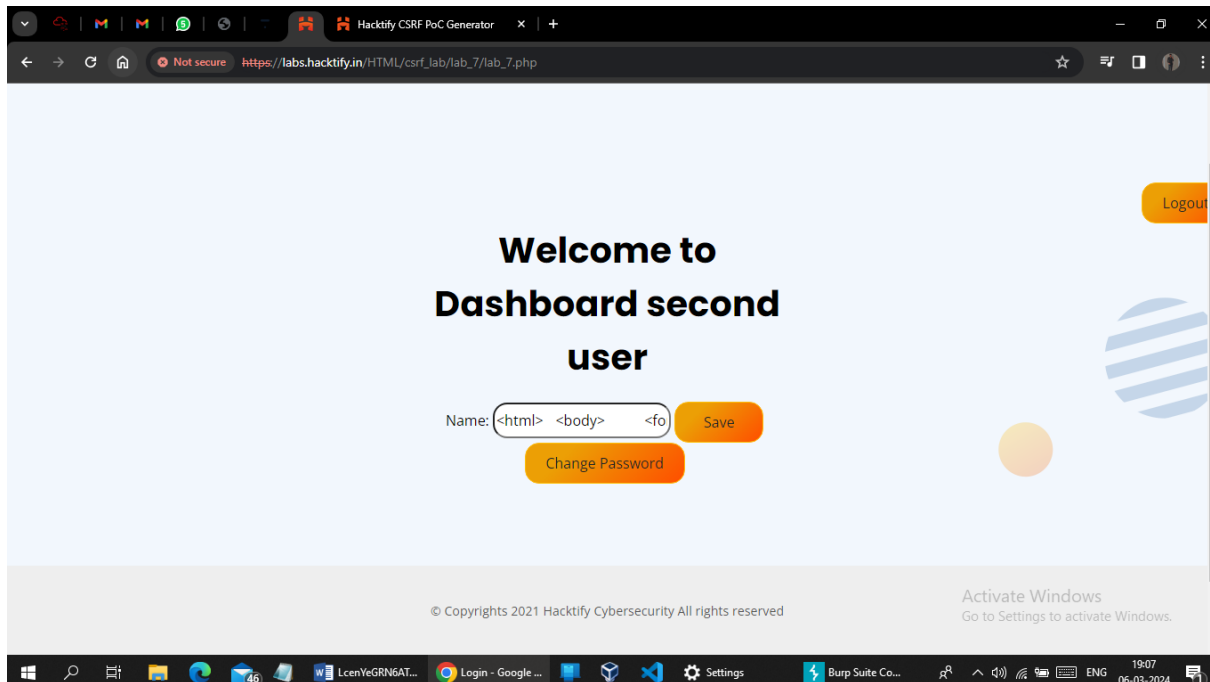 Hacktify CSRF PoC Generator
Not secure https://labs.hacktify.in/HTML/csrf_lab/lab_7/lab_7.php
Logout
Welcome to
Dashboard second
user
Name: <html> <body> <fo Save
Change Password
© Copyrights 2021 Hacktify Cybersecurity All rights reserved
Activate Windows
Go to Settings to activate Windows.
46 LcenYeGRN6AT... Login - Google ... Settings Burp Suite Co... ENG 19:07
06-03-2024